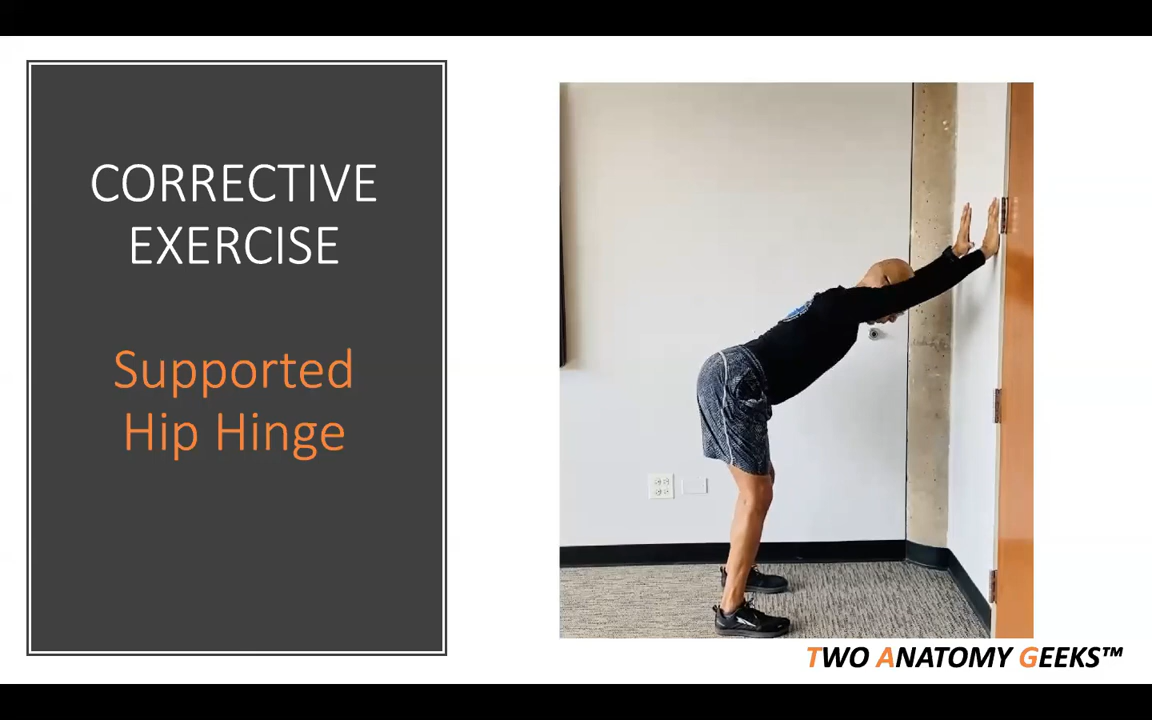 CORRECTIVE
EXERCISE
Supported
Hip Hinge
TWO ANATOMY GEEKS™